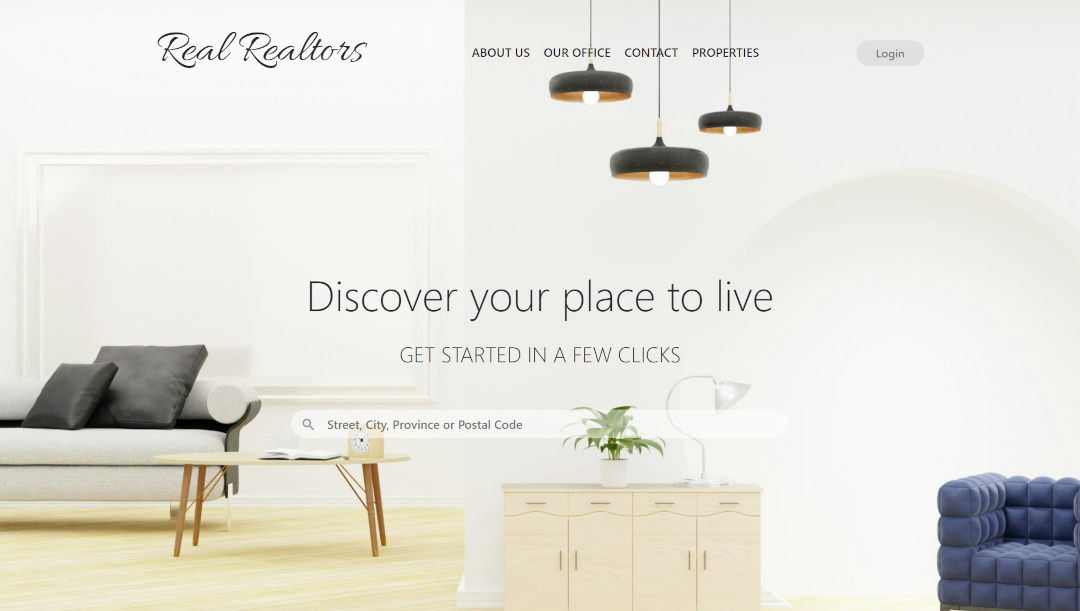 Real Realtors
ABOUT US OUR OFFICE CONTACT PROPERTIES
Login
Discover your place to live
GET STARTED IN A FEW CLICKS
Street, City, Province or Postal Code